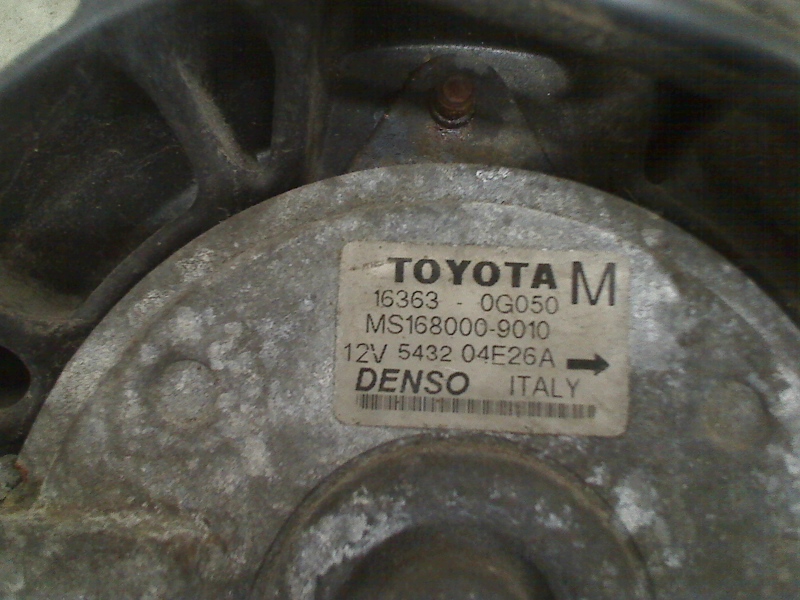 TOYOTA M
16363 - 0G050
MS168000-9010
12V 5432 04E26A
DENSO ITALY